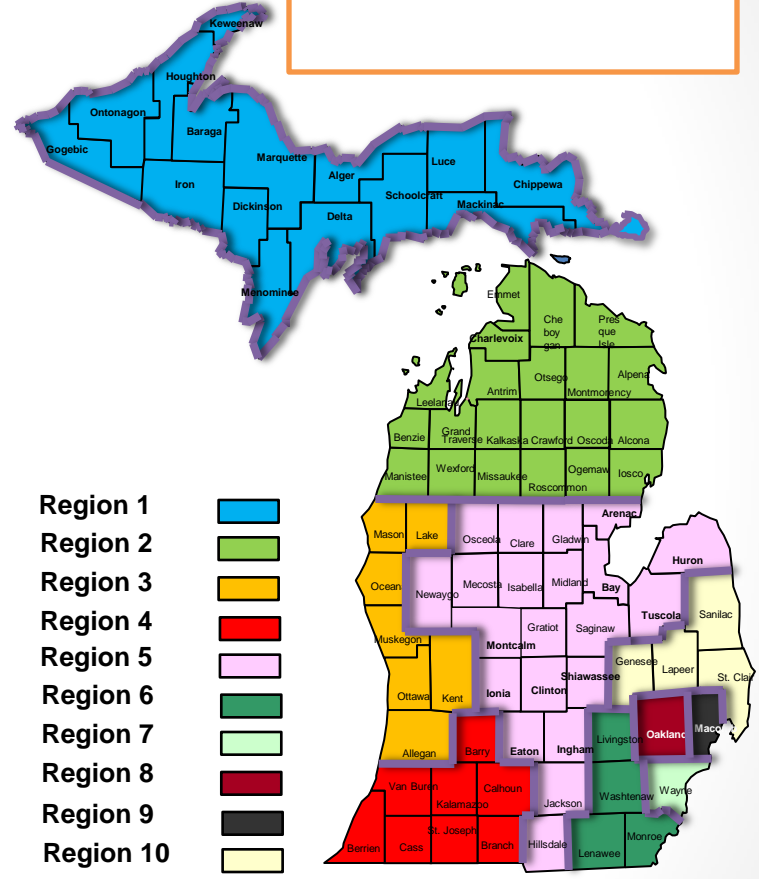 Keweenaw
Houghton
Ontonagon
Baraga
Gogebic
Marquette
Alger
Luce
Iron
Chippewa
Schoolcraft
Dickinson
Mackinac
Delta
Menominee
Emmet
Che
boy
gan
Pres
que
Isle
Charlevoix
Otsego
Alpena
Antrim
Montmorency
Leelanau
Benzie
Grand
Traverse
Kalkaska
Crawford
Oscoda
Alcona
Manistee
Wexford
Missaukee
Roscommon
Ogemaw
Iosco
Region 1
Region 2
Region 3
Region 4
Region 5
Region 6
Region 7
Region 8
Region 9
Region 10
Arenac
Mason
Lake
Osceola
Clare
Gladwin
Huron
Ocean
Newaygo
Mecosta
Isabella
Midland
Bay
Tuscola
Sanilac
Muskegon
Montcalm
Gratiot
Saginaw
Genesee
Lapeer
St. Clai
Shiawassee
Ottawa
Kent
Ionia
Clinton
Allegan
Barry
Eaton
Ingham
Livingston
Oakland
Maco
Van Buren
Kalamazoo
Calhoun
Jackson
Washtenaw
Wayne
Berrien
Cass
St. Joseph
Branch
Hillsdale
Lenawee
Monroe